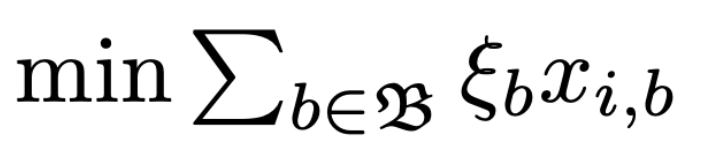 min ∑_{b∈𝔅} ξ_b x_{i,b}